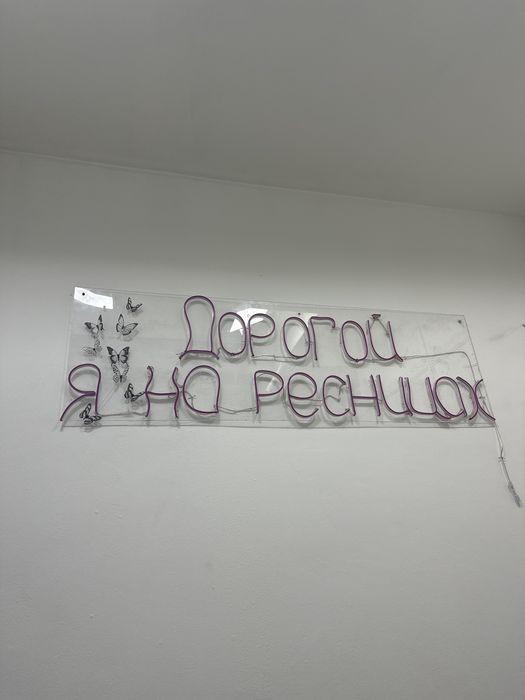 Дорогой
Я на ресницах